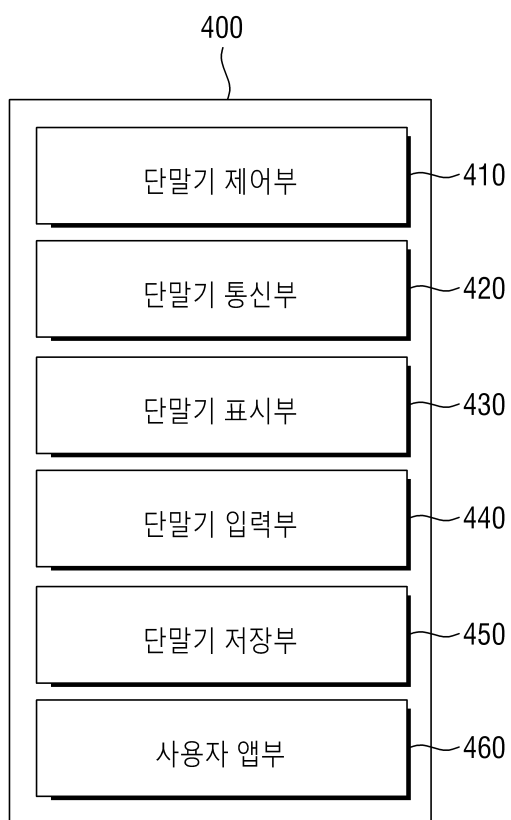 400
단말기 제어부
410
단말기 통신부
420
단말기 표시부
430
단말기 입력부
440
단말기 저장부
450
사용자 앱부
460